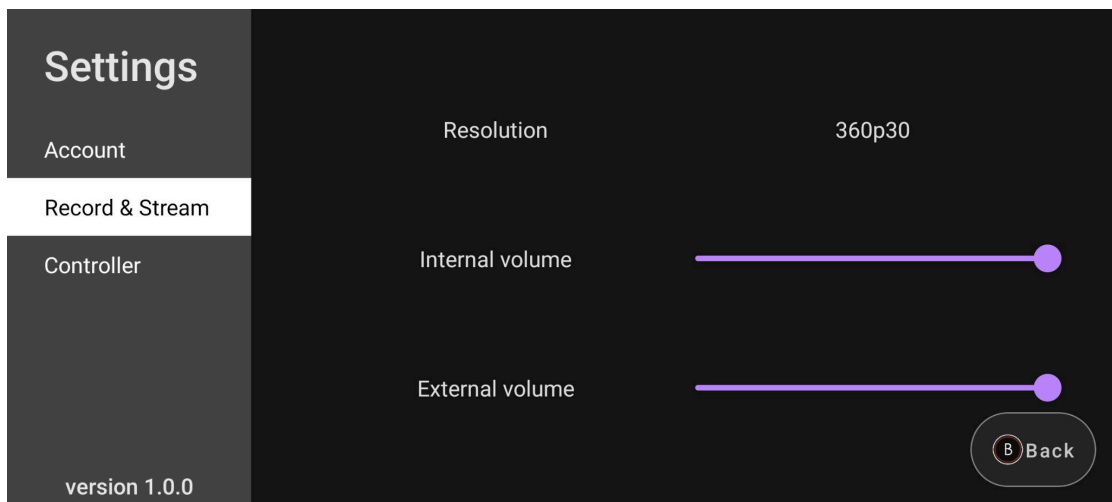 Settings
Account
Record & Stream
Controller
version 1.0.0
Resolution 360p30
Internal volume
External volume
B Back